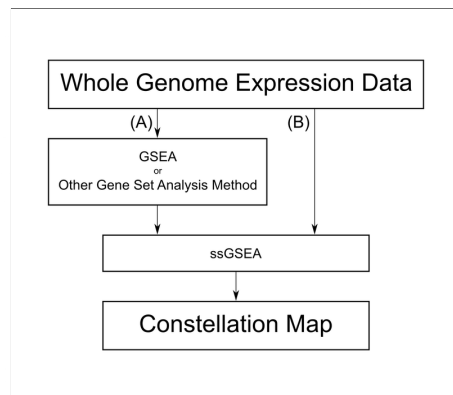 Whole Genome Expression Data
(A)
(B)
GSEA
or
Other Gene Set Analysis Method
ssGSEA
Constellation Map